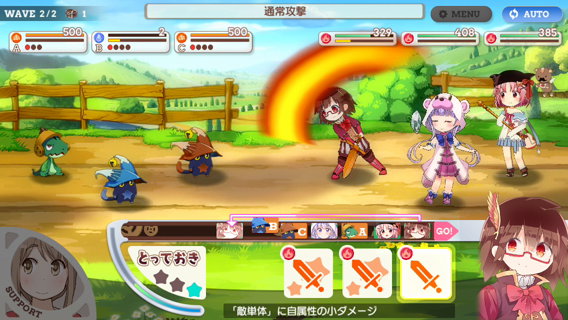 WAVE 2/2 1
通常攻撃
MENU
AUTO
500
A
2
B
500
C
329
408
385
B C A GO!
とっておき
SUPPORT
「敵単体」に自属性の小ダメージ